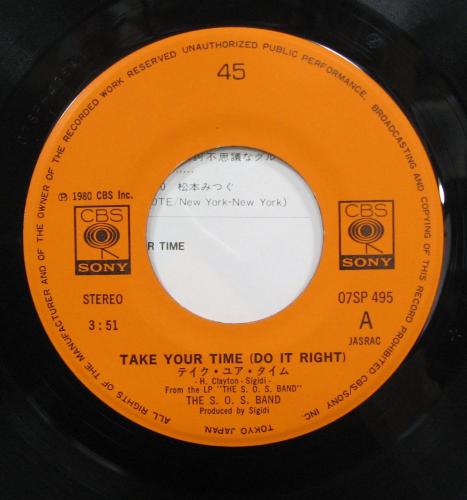 ALL RIGHTS OF THE MANUFACTURER AND OF THE OWNER OF THE RECORDED WORK RESERVED UNAUTHORIZED PUBLIC PERFORMANCE, BROADCASTING AND COPYING OF THIS RECORD PROHIBITED. CBS/SONY INC. TOKYO JAPAN.
45
不思議なグル
0 松本みつぐ
OTE/New York-New York)
R TIME
Ⓟ 1980 CBS Inc.
CBS
SONY
CBS
SONY
STEREO
07SP 495
3:51
A
JASRAC
TAKE YOUR TIME (DO IT RIGHT)
テイク・ユア・タイム
- H. Clayton - Sigidi -
From the LP "THE S. O. S. BAND"
THE S. O. S. BAND
Produced by Sigidi